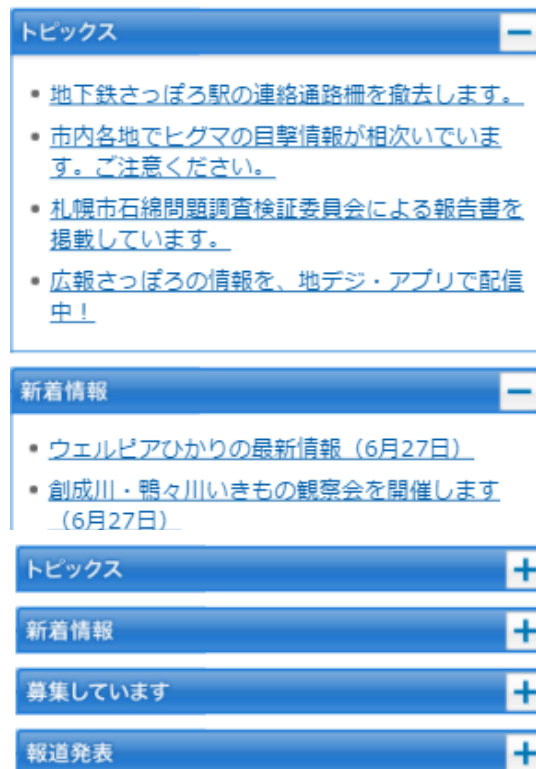 トピックス
地下鉄さっぽろ駅の連絡通路柵を撤去します。
市内各地でヒグマの目撃情報が相次いでいま
す。ご注意ください。
札幌市石綿問題調査検証委員会による報告書を
掲載しています。
広報さっぽろの情報を、地デジ・アプリで配信
中！
新着情報
ウェルピアひかりの最新情報（6月27日）
創成川・鴨々川いきもの観察会を開催します
（6月27日）
トピックス
新着情報
募集しています
報道発表